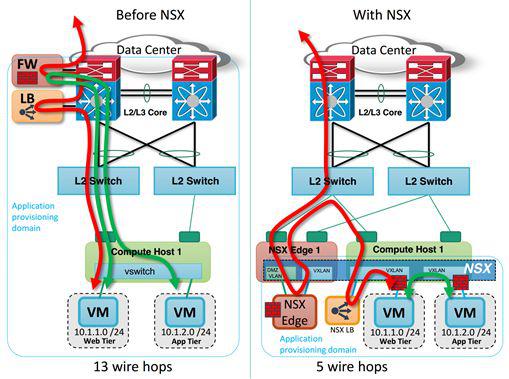 Before NSX
Data Center
FW
LB
L2/L3 Core
L2 Switch
L2 Switch
Application
provisioning
domain
Compute Host 1
vswitch
VM
VM
10.1.1.0 /24
Web Tier
10.1.2.0 /24
App Tier
13 wire hops
With NSX
Data Center
L2/L3 Core
L2 Switch
L2 Switch
NSX Edge 1
Compute Host 1
DMZ
VLAN
VXLAN
VXLAN
VXLAN
NSX
NSX
Edge
NSX LB
VM
VM
10.1.1.0 /24
Web Tier
10.1.2.0 /24
App Tier
Application
provisioning domain
5 wire hops